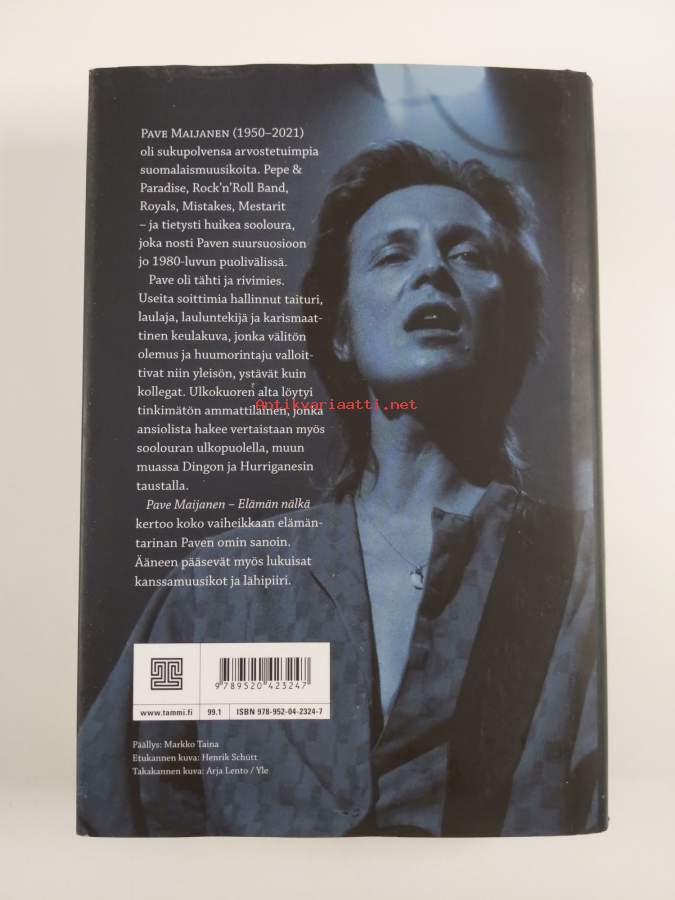 PAVE MAIJANEN (1950–2021)
oli sukupolvensa arvostetuimpia
suomalaismuusikoita. Pepe &
Paradise, Rock'n'Roll Band,
Royals, Mistakes, Mestarit
– ja tietysti huikea sooloura,
joka nosti Paven suursuosioon
jo 1980-luvun puolivälissä.
Pave oli tähti ja rivimies.
Useita soittimia hallinnut taituri,
laulaja, lauluntekijä ja karismaat-
tinen keulakuva, jonka välitön
olemus ja huumorintaju valloit-
tivat niin yleisön, ystävät kuin
kollegat. Ulkokuoren alta löytyi
tinkimätön ammattilainen, jonka
ansiolista hakee vertaistaan myös
soolouran ulkopuolella, muun
muassa Dingon ja Hurriganesin
taustalla.
Pave Maijanen – Elämän nälkä
kertoo koko vaiheikkaan elämän-
tarinan Paven omin sanoin.
Ääneen pääsevät myös lukuisat
kanssamuusikot ja lähipiiri.
Antikvariaatti.net
9 789520 423247
www.tammi.fi 99.1 ISBN 978-952-04-2324-7
Päällys: Markko Taina
Etukannen kuva: Henrik Schütt
Takakannen kuva: Arja Lento / Yle